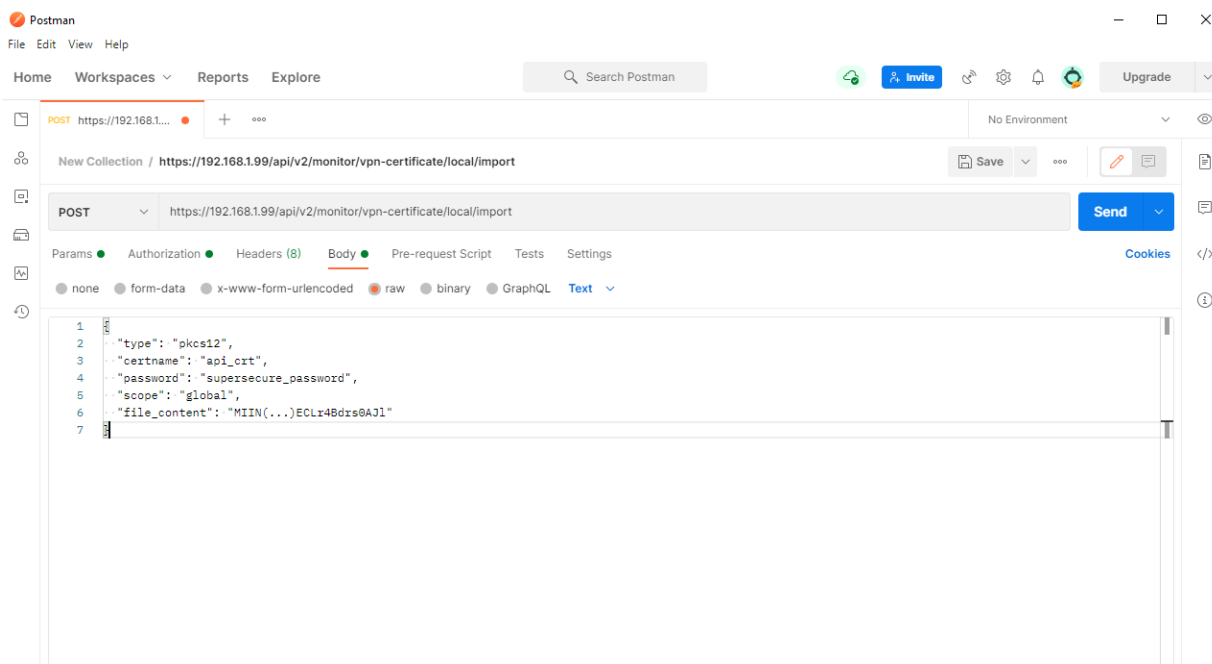 Postman
File Edit View Help
Home Workspaces Reports Explore Search Postman Invite Upgrade
POST https://192.168.1.... No Environment
New Collection / https://192.168.1.99/api/v2/monitor/vpn-certificate/local/import Save
POST https://192.168.1.99/api/v2/monitor/vpn-certificate/local/import Send
Params Authorization Headers (8) Body Pre-request Script Tests Settings Cookies
none form-data x-www-form-urlencoded raw binary GraphQL Text
1 {
2 "type": "pkcs12",
3 "certname": "api_crt",
4 "password": "supersecure_password",
5 "scope": "global",
6 "file_content": "MIIN(...)ECLr4Bdrs0AJl"
7 }